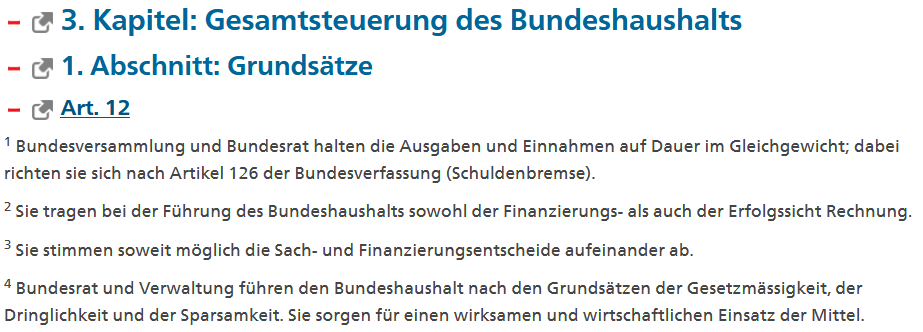 3. Kapitel: Gesamtsteuerung des Bundeshaushalts
1. Abschnitt: Grundsätze
Art. 12
1 Bundesversammlung und Bundesrat halten die Ausgaben und Einnahmen auf Dauer im Gleichgewicht; dabei
richten sie sich nach Artikel 126 der Bundesverfassung (Schuldenbremse).
2 Sie tragen bei der Führung des Bundeshaushalts sowohl der Finanzierungs- als auch der Erfolgssicht Rechnung.
3 Sie stimmen soweit möglich die Sach- und Finanzierungsentscheide aufeinander ab.
4 Bundesrat und Verwaltung führen den Bundeshaushalt nach den Grundsätzen der Gesetzmässigkeit, der
Dringlichkeit und der Sparsamkeit. Sie sorgen für einen wirksamen und wirtschaftlichen Einsatz der Mittel.